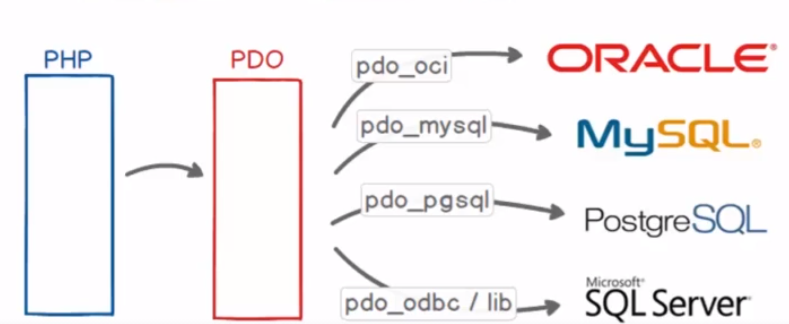 PHP
PDO
pdo_oci
ORACLE®
pdo_mysql
MySQL®
pdo_pgsql
PostgreSQL
pdo_odbc / lib
Microsoft®
SQL Server®